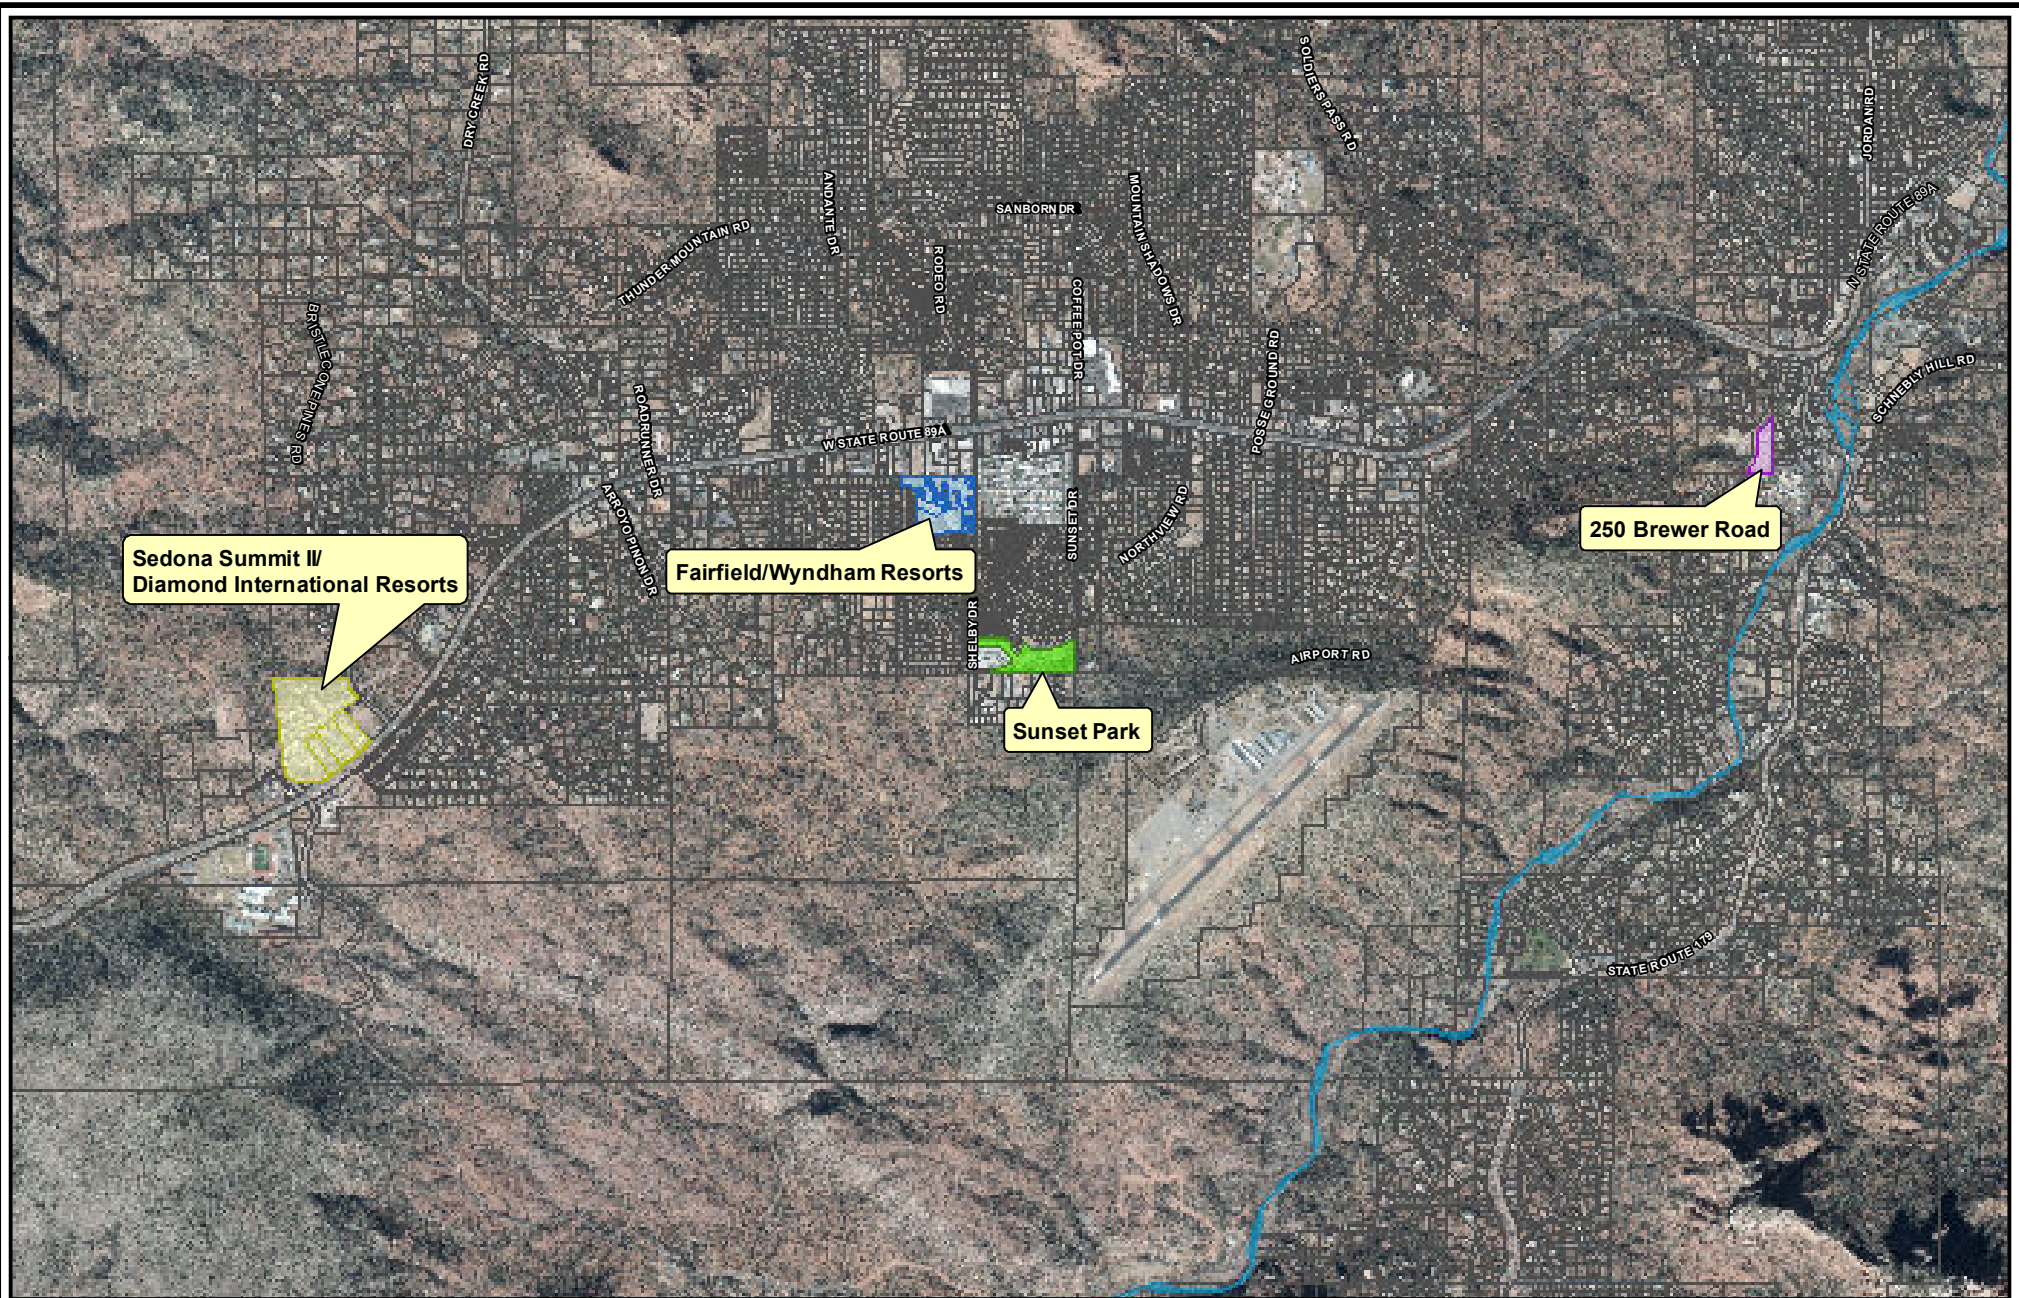 DRY CREEK RD
SOLDIERS PASS RD
JORDAN RD
N STATE ROUTE 89A
ANDANTE DR
SANBORN DR
MOUNTAIN SHADOWS DR
THUNDER MOUNTAIN RD
RODEO RD
COFFEE POT DR
BRISTLECONE PINES RD
POSSE GROUND RD
SCHNEBLY HILL RD
ROADRUNNER DR
W STATE ROUTE 89A
ARROYO PINON DR
SUNSET DR
NORTHVIEW RD
250 Brewer Road
Sedona Summit II/
Diamond International Resorts
Fairfield/Wyndham Resorts
SHELBY DR
AIRPORT RD
Sunset Park
STATE ROUTE 179